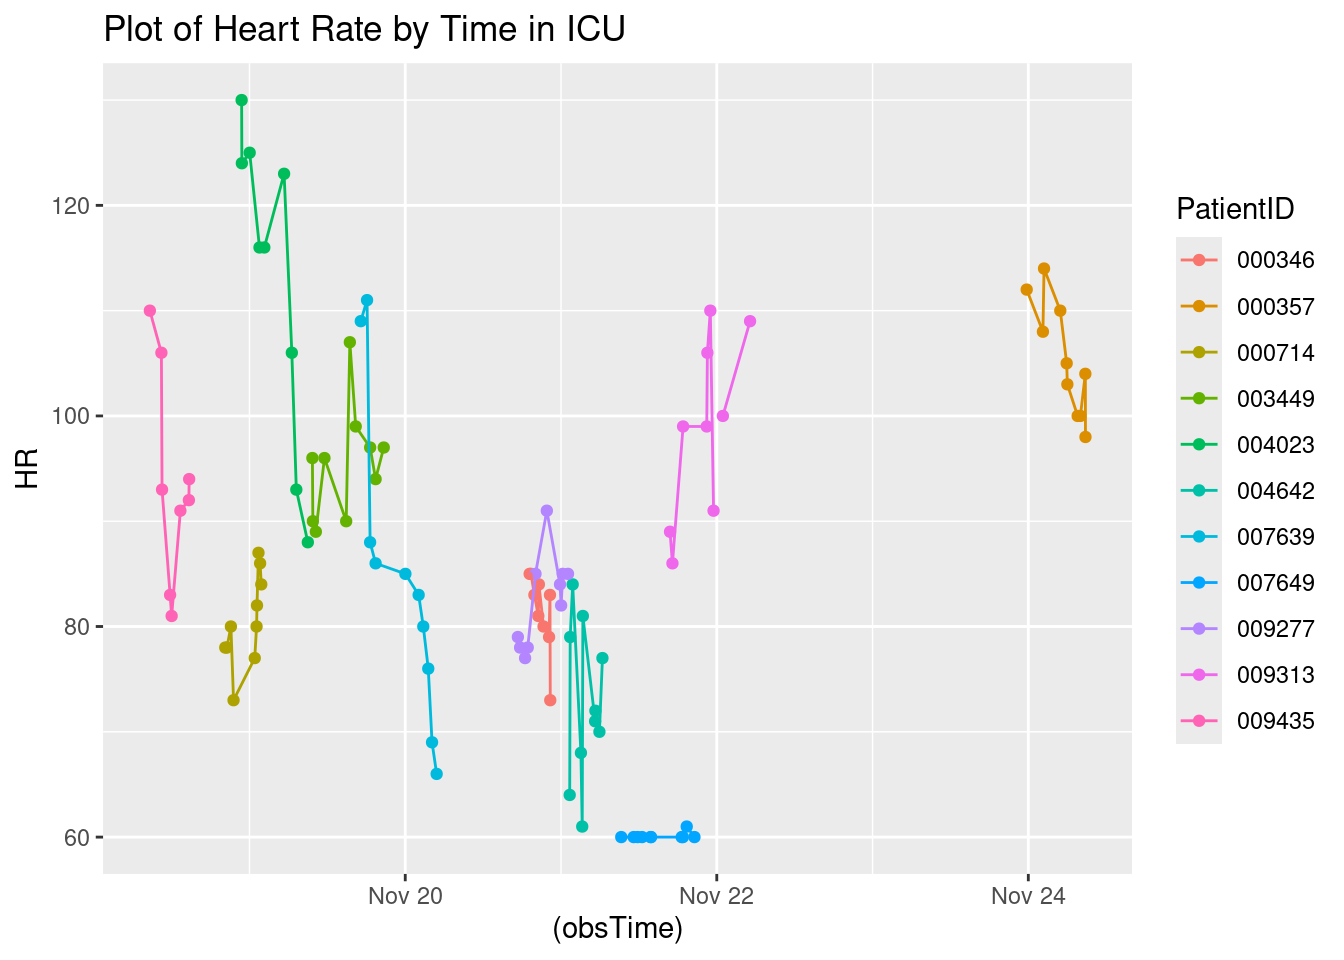 Plot of Heart Rate by Time in ICU
HR
120
100
80
60
Nov 20
Nov 22
Nov 24
(obsTime)
PatientID
000346
000357
000714
003449
004023
004642
007639
007649
009277
009313
009435